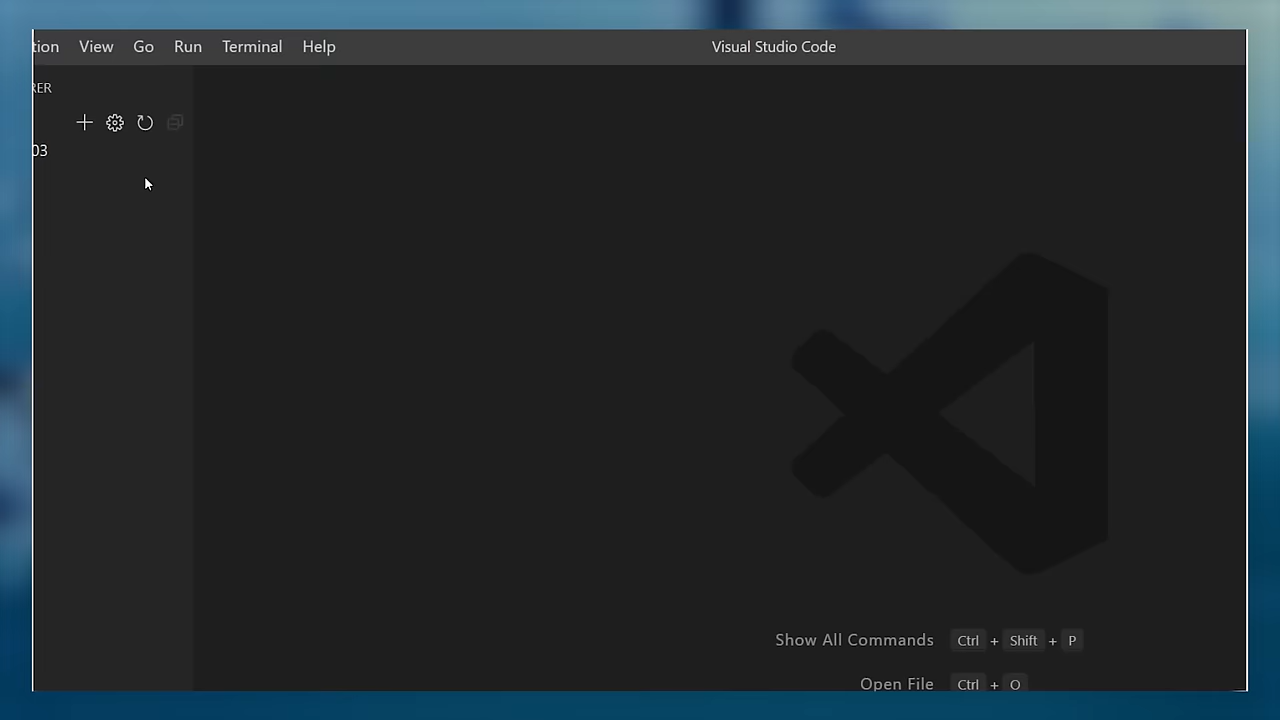 tion View Go Run Terminal Help Visual Studio Code
RER
03
Show All Commands Ctrl + Shift + P
Open File Ctrl + O